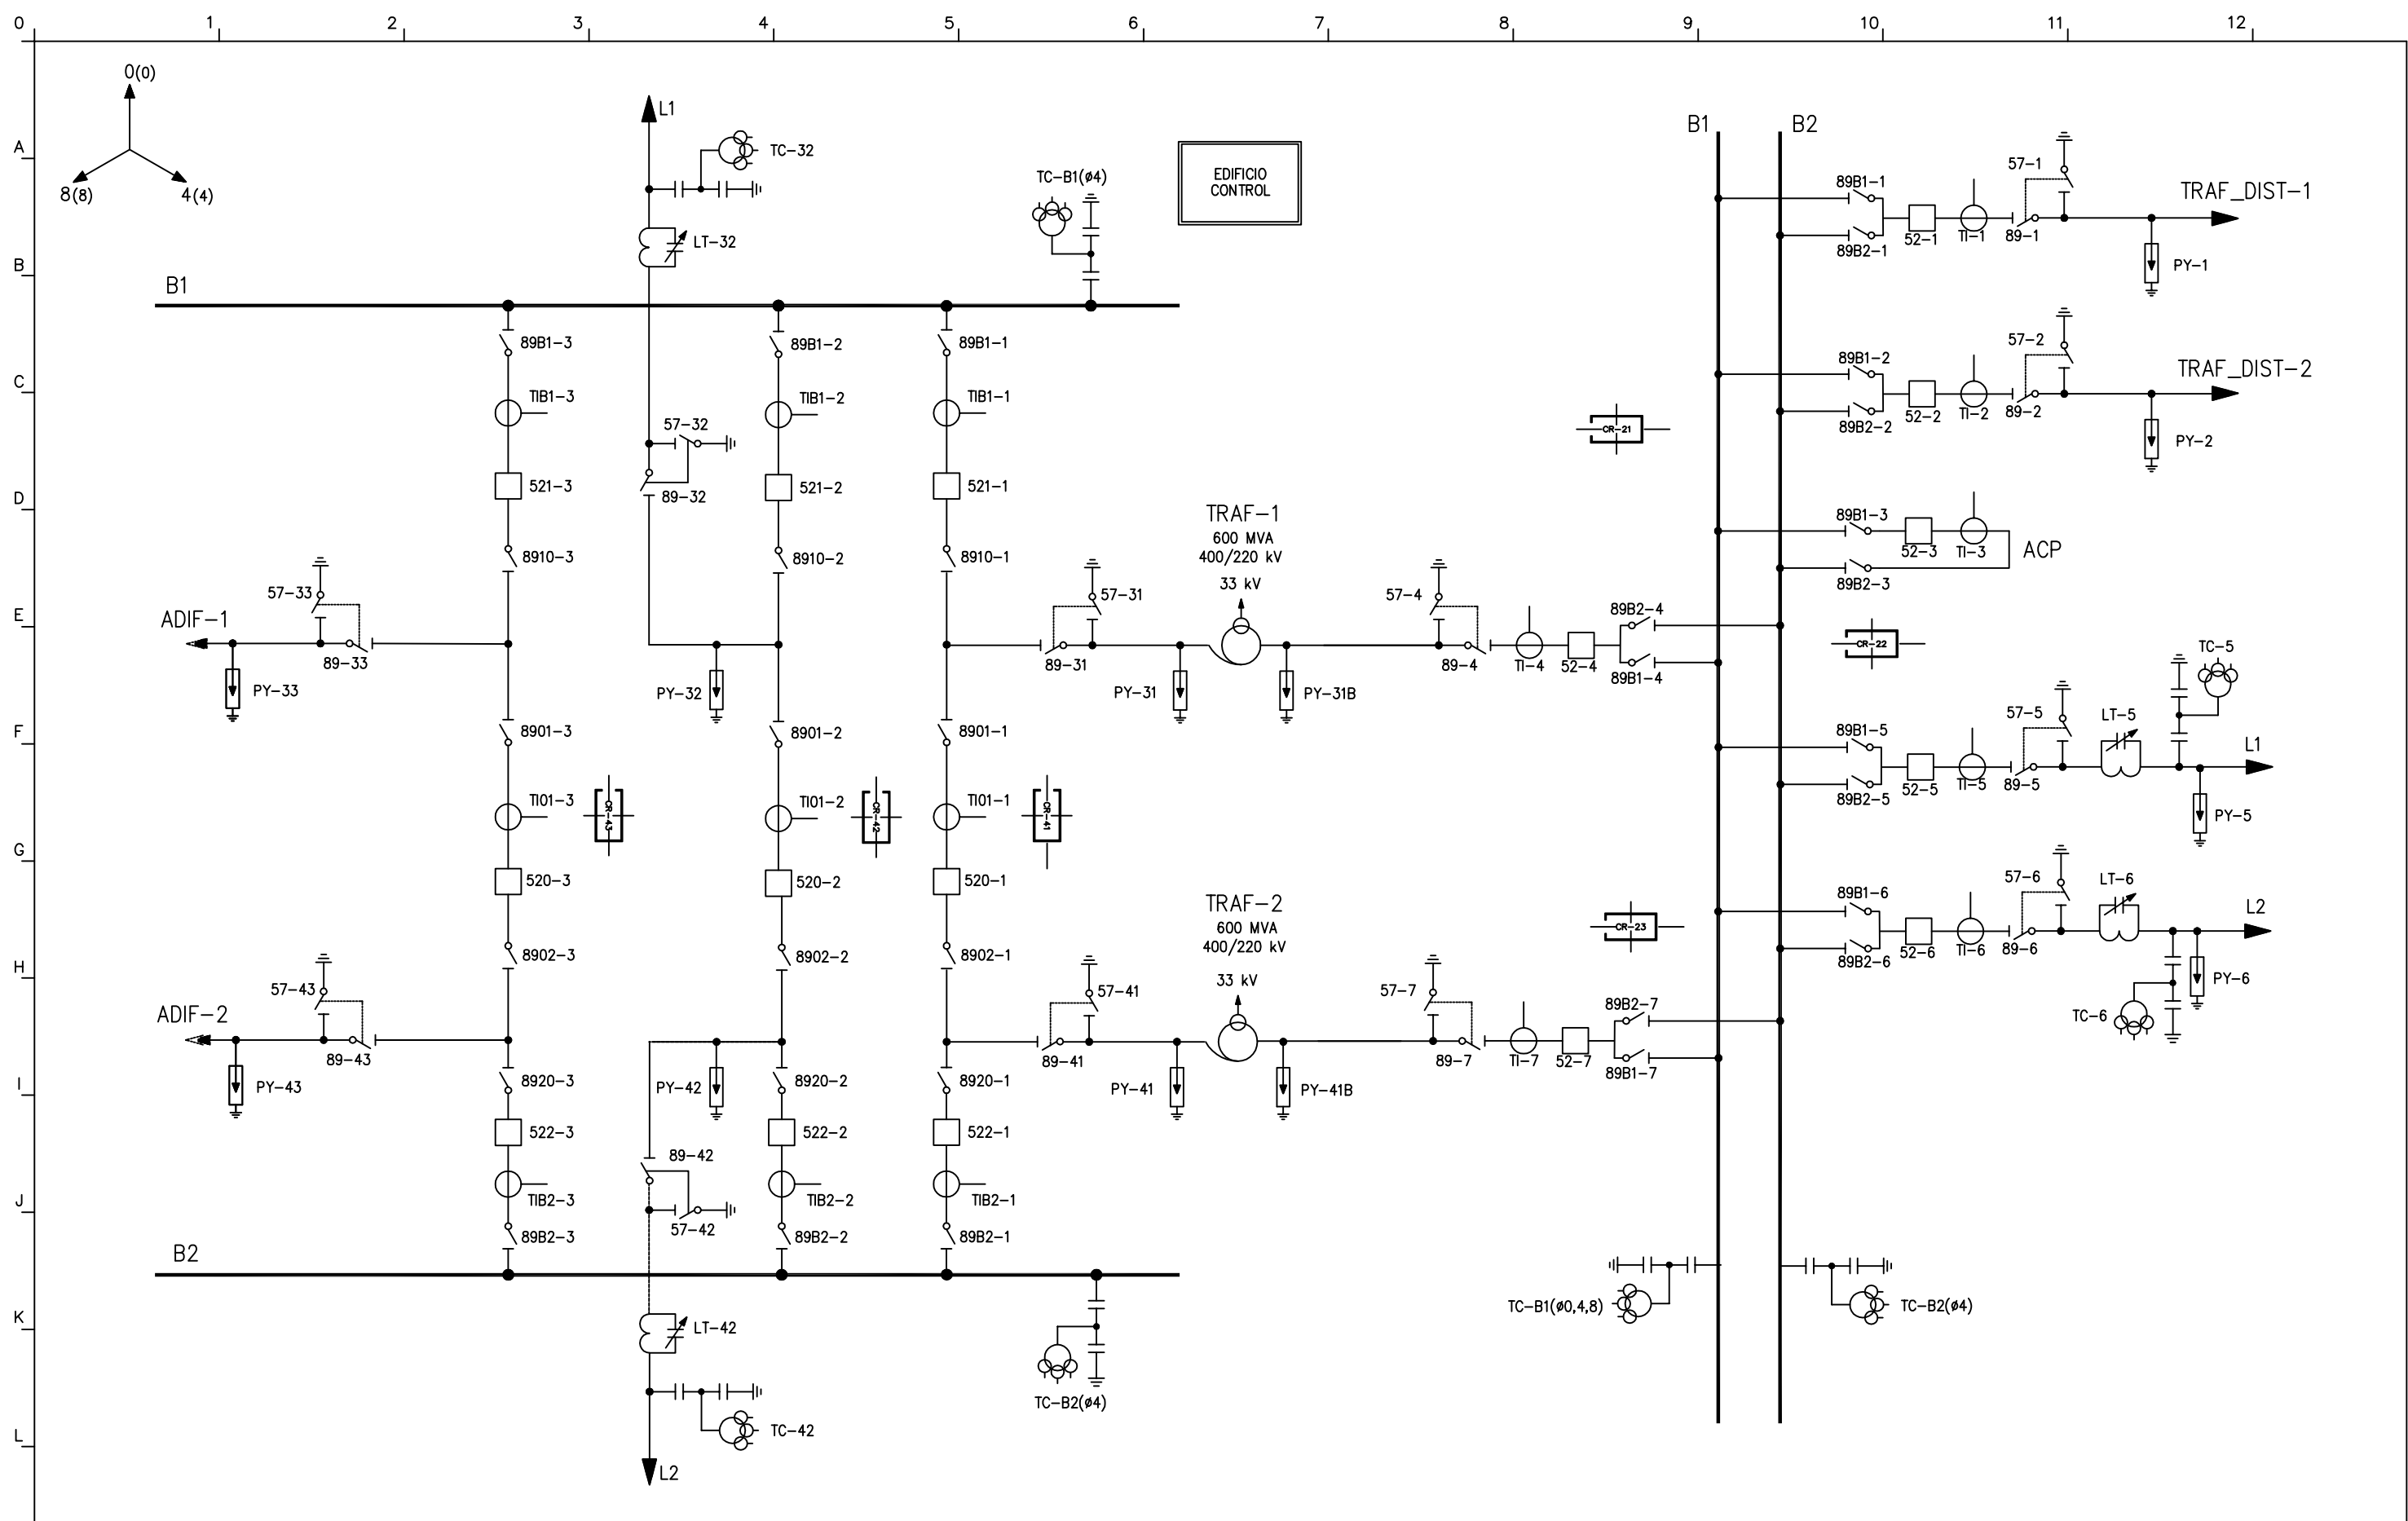 0 1 2 3 4 5 6 7 8 9 10 11 12
A
B
C
D
E
F
G
H
I
J
K
L
0(0)
8(8)
4(4)
L1
TC-32
LT-32
TC-B1(ø4)
EDIFICIO
CONTROL
B1
89B1-3
89B1-2
89B1-1
TIB1-3
TIB1-2
TIB1-1
57-32
521-3
89-32
521-2
521-1
8910-3
8910-2
8910-1
57-33
ADIF-1
89-33
PY-33
PY-32
57-31
89-31
PY-31
TRAF-1
600 MVA
400/220 kV
33 kV
PY-31B
57-4
89-4
TI-4
52-4
89B2-4
89B1-4
8901-3
8901-2
8901-1
TI01-3
CR-43
TI01-2
CR-42
TI01-1
CR-41
520-3
520-2
520-1
8902-3
8902-2
8902-1
57-43
ADIF-2
89-43
PY-43
PY-42
57-41
89-41
PY-41
TRAF-2
600 MVA
400/220 kV
33 kV
PY-41B
57-7
89-7
TI-7
52-7
89B2-7
89B1-7
8920-3
8920-2
8920-1
522-3
522-2
522-1
89-42
TIB2-3
TIB2-2
TIB2-1
57-42
89B2-3
89B2-2
89B2-1
B2
LT-42
TC-B2(ø4)
TC-42
L2
B1
B2
89B1-1
89B2-1
52-1
TI-1
57-1
89-1
TRAF_DIST-1
PY-1
89B1-2
89B2-2
52-2
TI-2
57-2
89-2
TRAF_DIST-2
PY-2
CR-21
89B1-3
52-3
TI-3
ACP
89B2-3
CR-22
TC-5
89B1-5
89B2-5
52-5
TI-5
57-5
89-5
LT-5
L1
PY-5
CR-23
89B1-6
89B2-6
52-6
TI-6
57-6
89-6
LT-6
L2
TC-6
PY-6
TC-B1(ø0,4,8)
TC-B2(ø4)